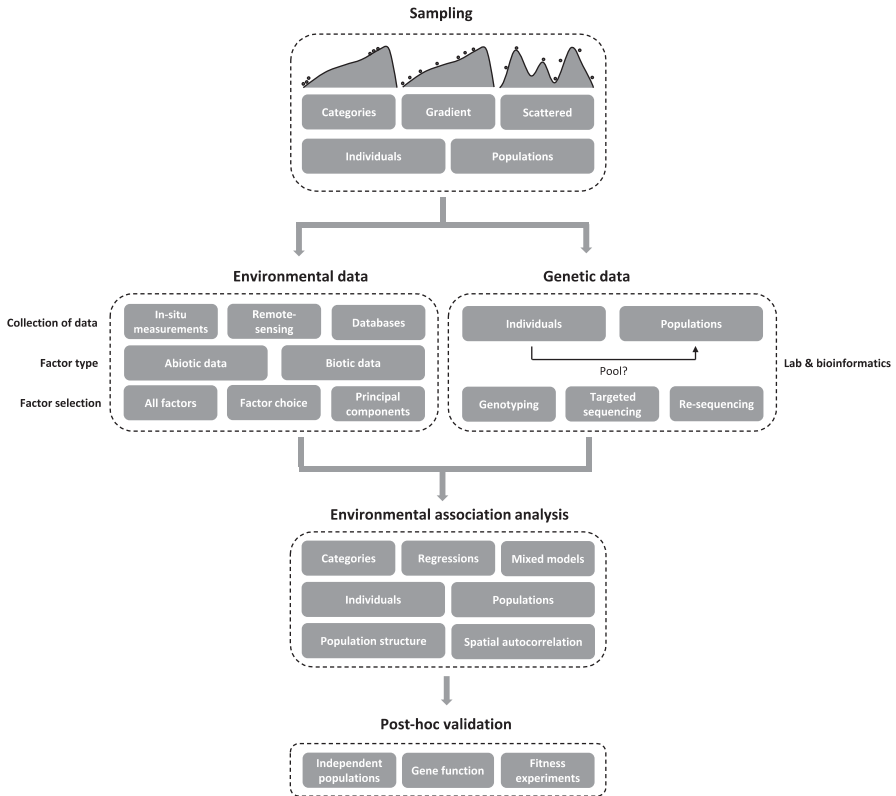 Sampling
Categories
Gradient
Scattered
Individuals
Populations
Environmental data
Genetic data
Collection of data
In-situ
measurements
Remote-
sensing
Databases
Individuals
Populations
Factor type
Abiotic data
Biotic data
Pool?
Lab & bioinformatics
Factor selection
All factors
Factor choice
Principal
components
Genotyping
Targeted
sequencing
Re-sequencing
Environmental association analysis
Categories
Regressions
Mixed models
Individuals
Populations
Population structure
Spatial autocorrelation
Post-hoc validation
Independent
populations
Gene function
Fitness
experiments